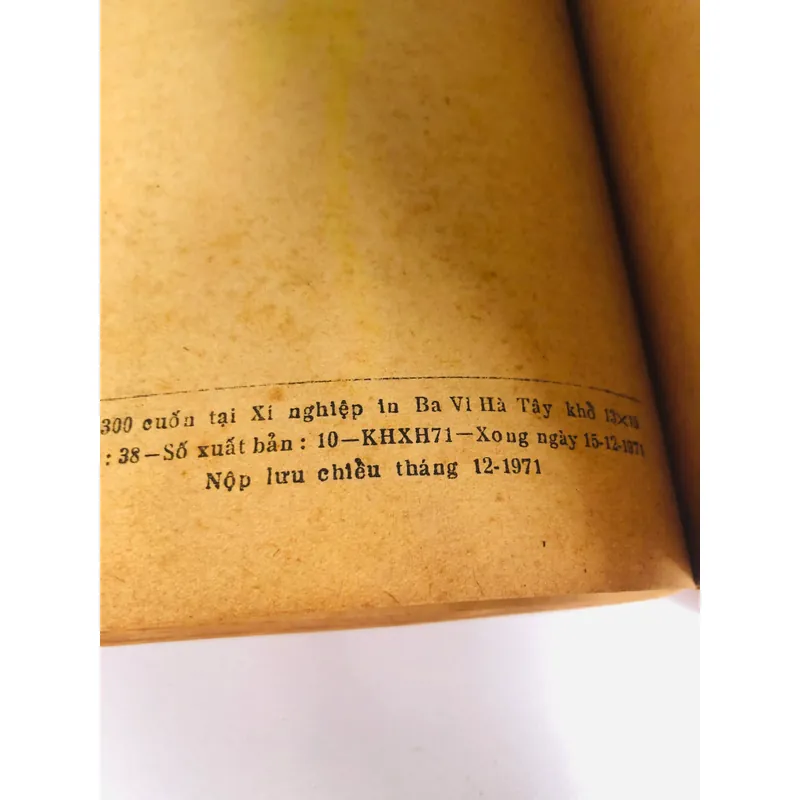 300 cuốn tại Xí nghiệp in Ba Vì Hà Tây khổ 13×
: 38—Số xuất bản : 10—KHXH71—Xong ngày 15-12-1971
Nộp lưu chiểu tháng 12-1971